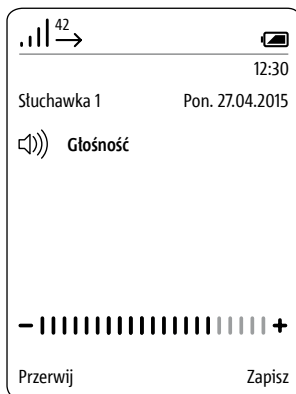 42
12:30
Słuchawka 1 Pon. 27.04.2015
Głośność
– +
Przerwij Zapisz